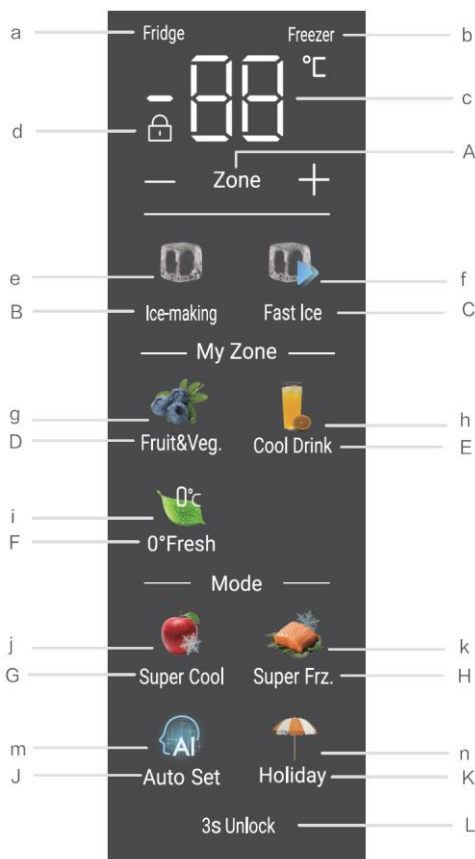 a Fridge Freezer b
-88 °C c
d
A
— Zone +
e f
B Ice-making Fast Ice C
My Zone
g h
D Fruit&Veg. Cool Drink E
0°c
i
F 0°Fresh
Mode
j k
G Super Cool Super Frz. H
AI
m n
J Auto Set Holiday K
3s Unlock L